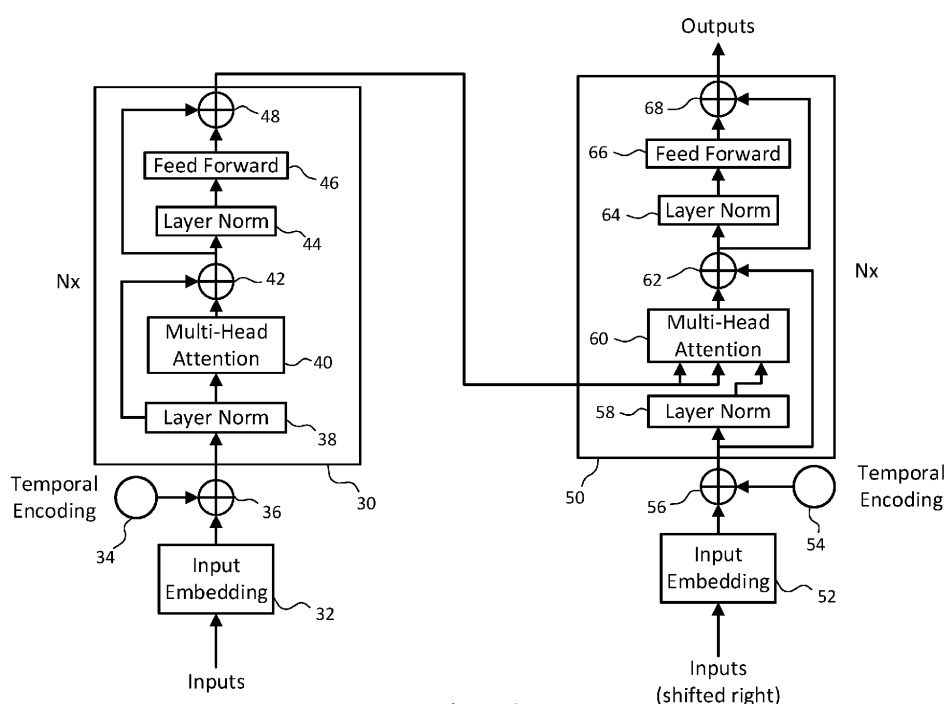 Outputs
48
68
66
Feed Forward
Feed Forward
46
Layer Norm
64
Layer Norm
44
42
62
Nx
Nx
Multi-Head
Attention
60
Multi-Head
Attention
40
Layer Norm
58
Layer Norm
38
30
50
Temporal
Encoding
36
56
Temporal
Encoding
34
54
Input
Embedding
Input
Embedding
32
52
Inputs
Inputs
(shifted right)